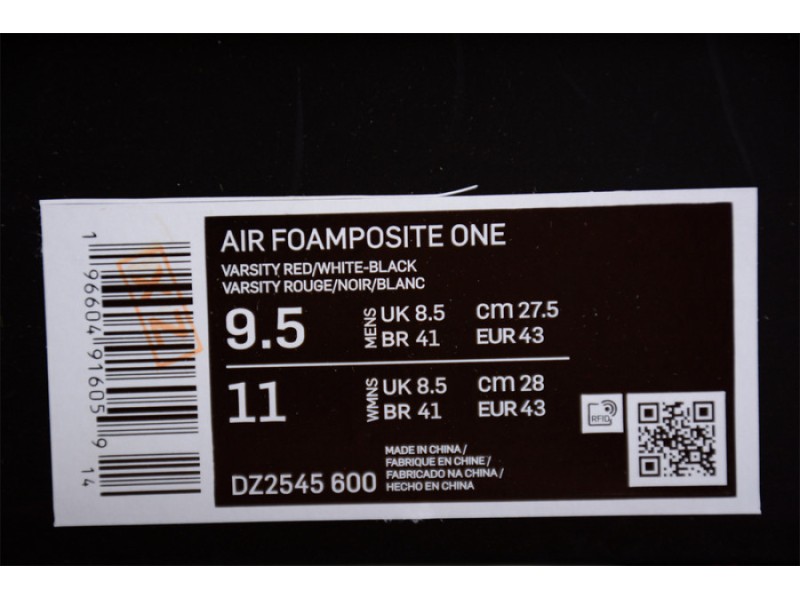 AIR FOAMPOSITE ONE
VARSITY RED/WHITE-BLACK
VARSITY ROUGE/NOIR/BLANC
9.5 MENS UK 8.5 cm 27.5
BR 41 EUR 43
11 WMNS UK 8.5 cm 28
BR 41 EUR 43
RFID
MADE IN CHINA /
FABRIQUE EN CHINE /
FABRICADO NA CHINA /
HECHO EN CHINA
DZ2545 600
1 96604 91605 9 14